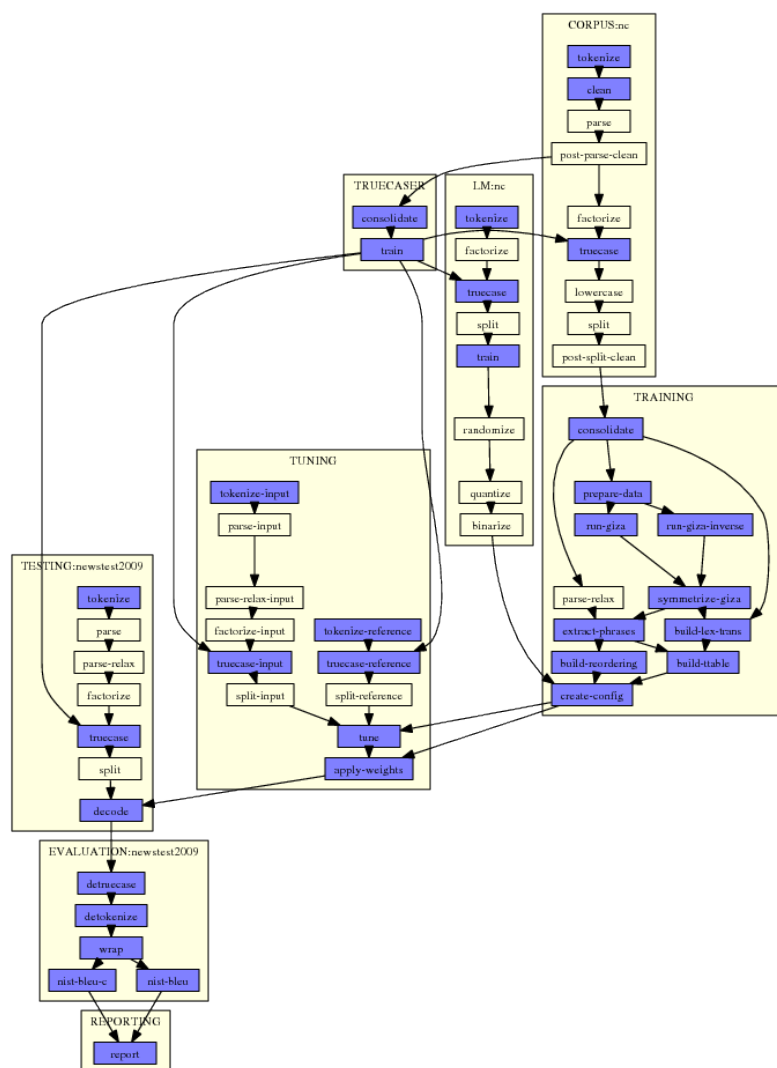 CORPUS:nc
tokenize
clean
parse
post-parse-clean
factorize
truecase
lowercase
split
post-split-clean
TRUECASER
consolidate
train
LM:nc
tokenize
factorize
truecase
split
train
randomize
quantize
binarize
TRAINING
consolidate
prepare-data
run-giza
run-giza-inverse
parse-relax
symmetrize-giza
extract-phrases
build-lex-trans
build-reordering
build-ttable
create-config
TUNING
tokenize-input
parse-input
parse-relax-input
factorize-input
tokenize-reference
truecase-input
truecase-reference
split-input
split-reference
tune
apply-weights
TESTING:newstest2009
tokenize
parse
parse-relax
factorize
truecase
split
decode
EVALUATION:newstest2009
detruecase
detokenize
wrap
nist-bleu-c
nist-bleu
REPORTING
report